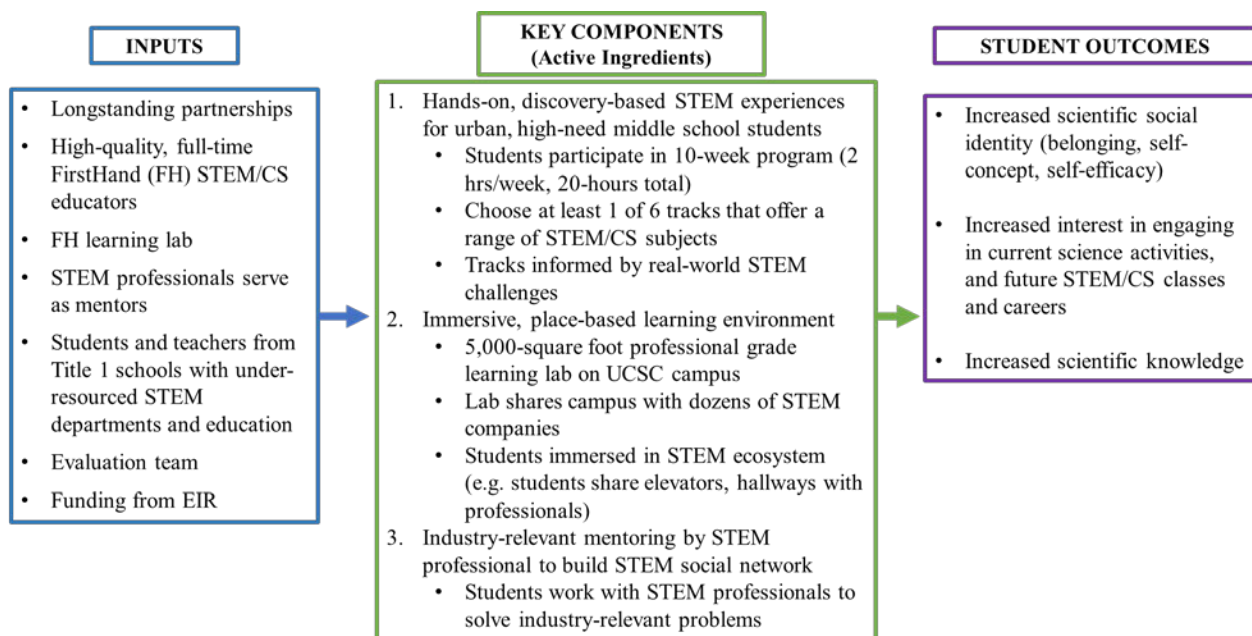 INPUTS
• Longstanding partnerships
• High-quality, full-time
FirstHand (FH) STEM/CS
educators
• FH learning lab
• STEM professionals serve
as mentors
• Students and teachers from
Title 1 schools with under-
resourced STEM
departments and education
• Evaluation team
• Funding from EIR
KEY COMPONENTS
(Active Ingredients)
1. Hands-on, discovery-based STEM experiences
for urban, high-need middle school students
• Students participate in 10-week program (2
hrs/week, 20-hours total)
• Choose at least 1 of 6 tracks that offer a
range of STEM/CS subjects
• Tracks informed by real-world STEM
challenges
2. Immersive, place-based learning environment
• 5,000-square foot professional grade
learning lab on UCSC campus
• Lab shares campus with dozens of STEM
companies
• Students immersed in STEM ecosystem
(e.g. students share elevators, hallways with
professionals)
3. Industry-relevant mentoring by STEM
professional to build STEM social network
• Students work with STEM professionals to
solve industry-relevant problems
STUDENT OUTCOMES
• Increased scientific social
identity (belonging, self-
concept, self-efficacy)
• Increased interest in engaging
in current science activities,
and future STEM/CS classes
and careers
• Increased scientific knowledge